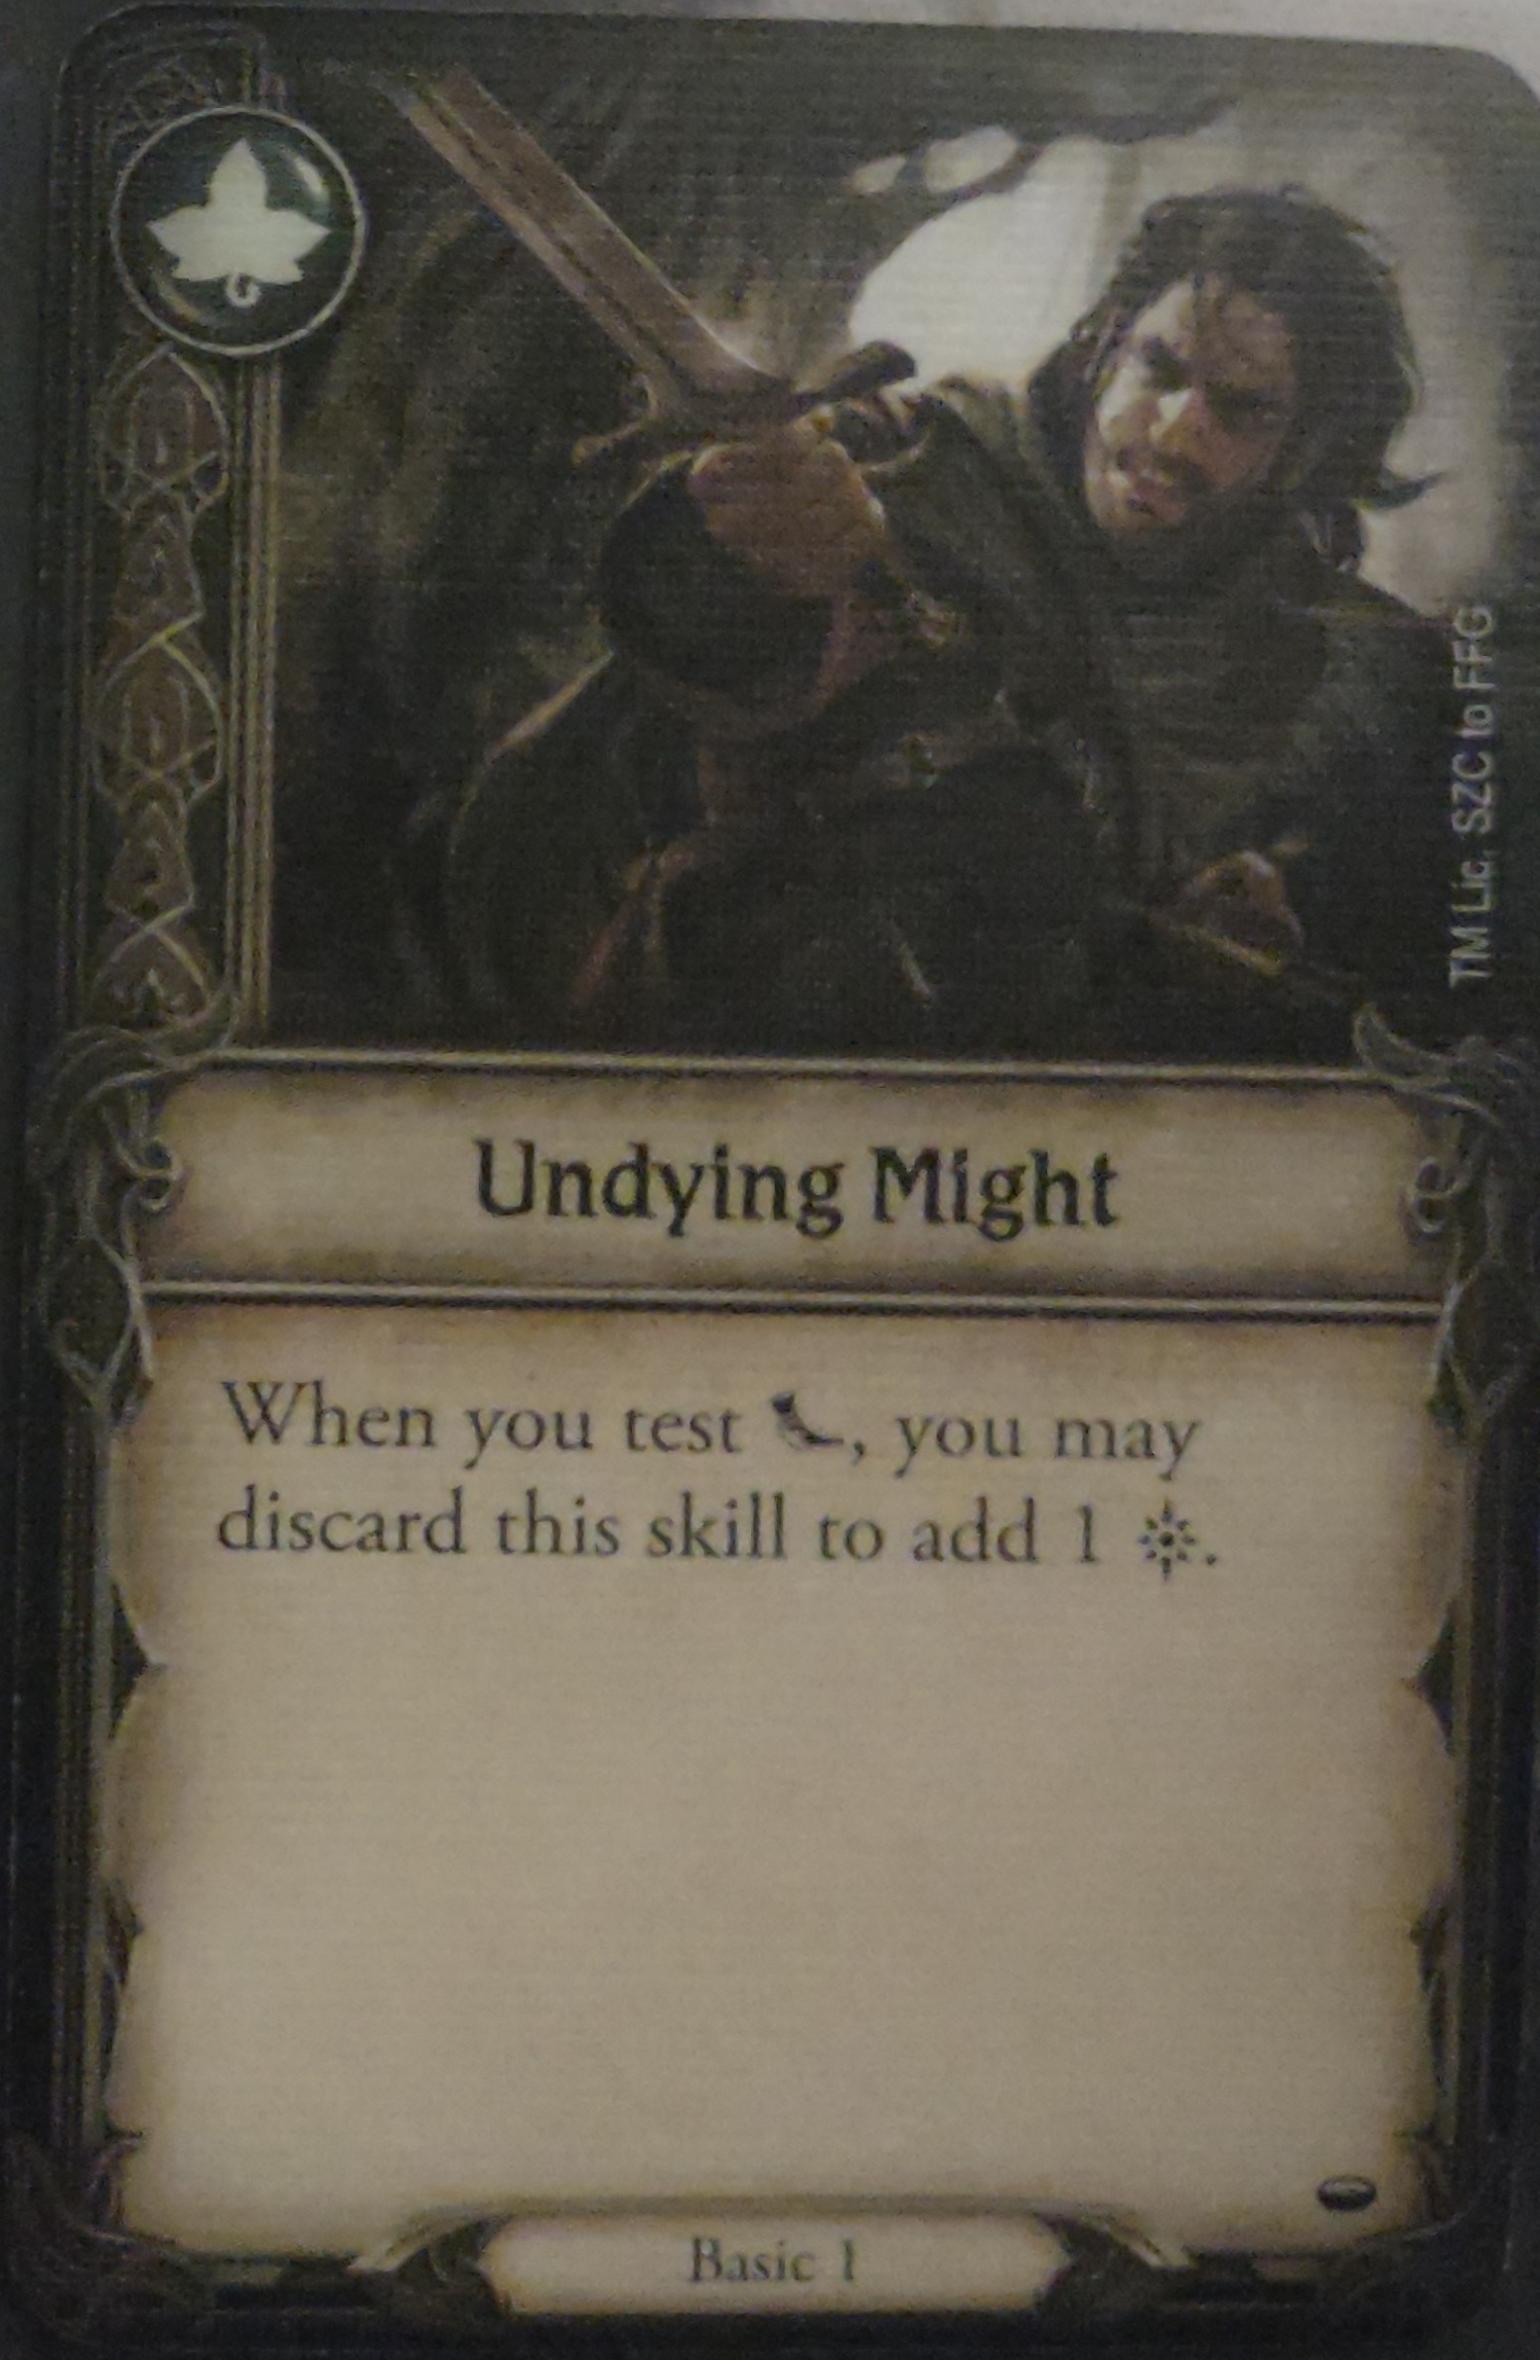 TM Lic. SZC to FFG
Undying Might
When you test , you may
discard this skill to add 1 .
Basic 1